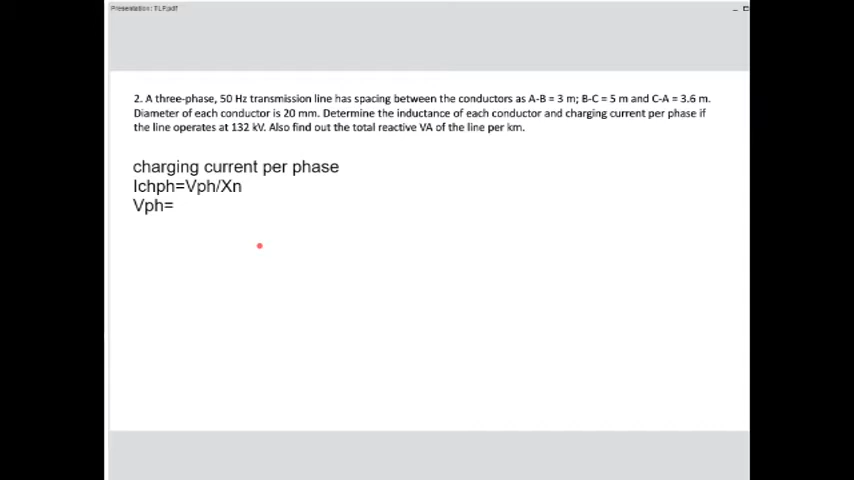 Presentation: TLP.pdf
2. A three-phase, 50 Hz transmission line has spacing between the conductors as A-B = 3 m; B-C = 5 m and C-A = 3.6 m.
Diameter of each conductor is 20 mm. Determine the inductance of each conductor and charging current per phase if
the line operates at 132 kV. Also find out the total reactive VA of the line per km.
charging current per phase
Ichph=Vph/Xn
Vph=